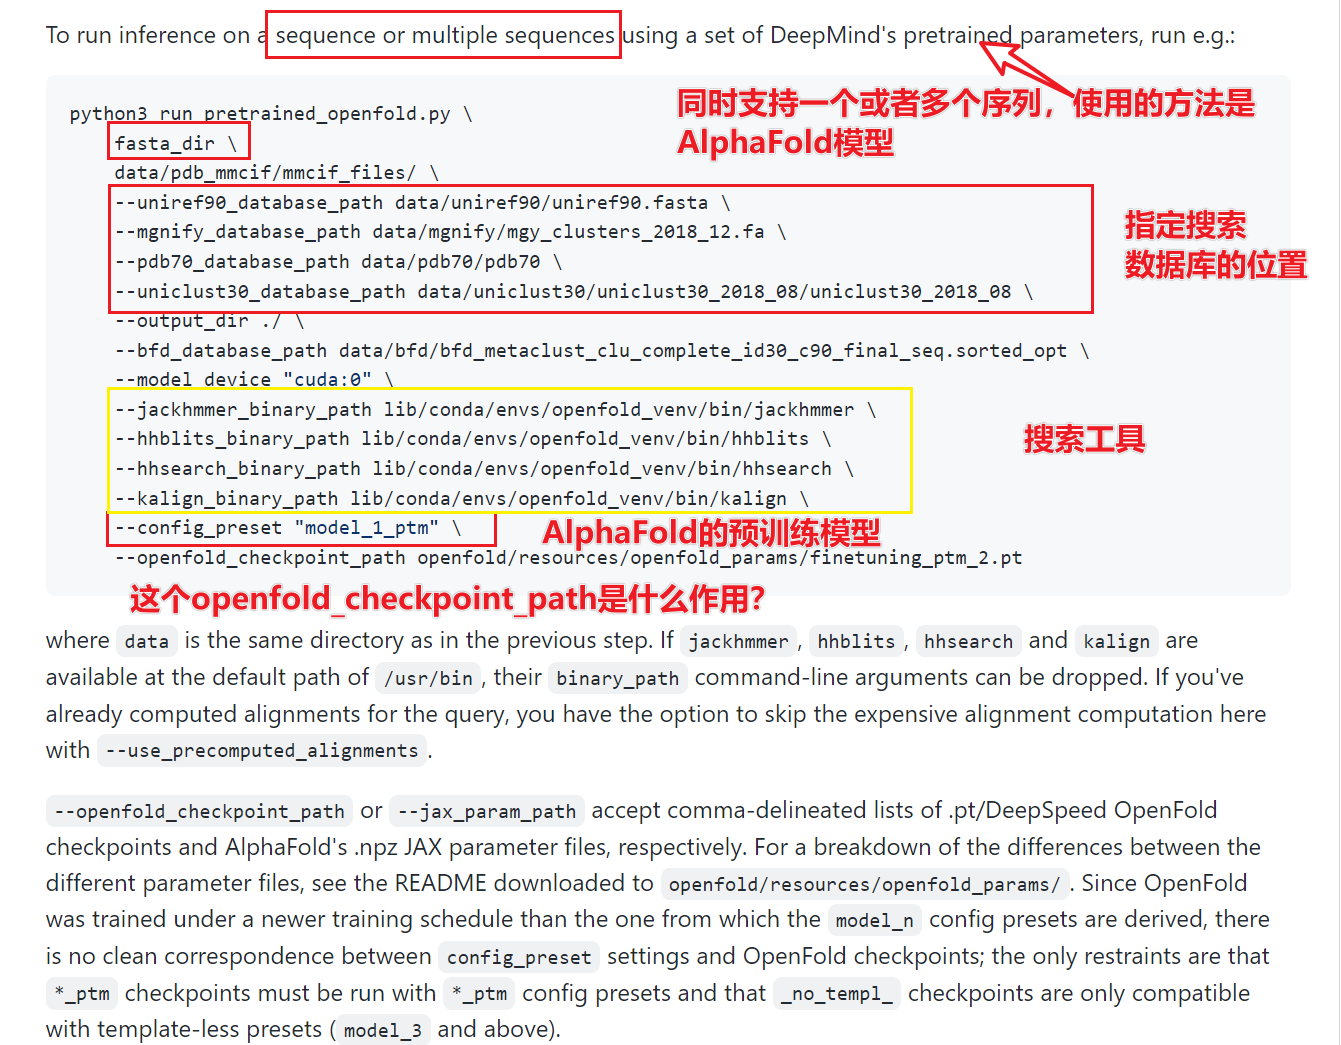 To run inference on a sequence or multiple sequences using a set of DeepMind's pretrained parameters, run e.g.:
python3 run_pretrained_openfold.py \
同时支持一个或者多个序列，使用的方法是
AlphaFold模型
fasta_dir \
data/pdb_mmcif/mmcif_files/ \
--uniref90_database_path data/uniref90/uniref90.fasta \
--mgnify_database_path data/mgnify/mgy_clusters_2018_12.fa \
--pdb70_database_path data/pdb70/pdb70 \
--uniclust30_database_path data/uniclust30/uniclust30_2018_08/uniclust30_2018_08 \
指定搜索
数据库的位置
--output_dir ./ \
--bfd_database_path data/bfd/bfd_metaclust_clu_complete_id30_c90_final_seq.sorted_opt \
--model_device "cuda:0" \
--jackhmmer_binary_path lib/conda/envs/openfold_venv/bin/jackhmmer \
--hhblits_binary_path lib/conda/envs/openfold_venv/bin/hhblits \
--hhsearch_binary_path lib/conda/envs/openfold_venv/bin/hhsearch \
--kalign_binary_path lib/conda/envs/openfold_venv/bin/kalign \
搜索工具
--config_preset "model_1_ptm" \
AlphaFold的预训练模型
--openfold_checkpoint_path openfold/resources/openfold_params/finetuning_ptm_2.pt
这个openfold_checkpoint_path是什么作用？
where data is the same directory as in the previous step. If jackhmmer, hhblits, hhsearch and kalign are
available at the default path of /usr/bin, their binary_path command-line arguments can be dropped. If you've
already computed alignments for the query, you have the option to skip the expensive alignment computation here
with --use_precomputed_alignments.
--openfold_checkpoint_path or --jax_param_path accept comma-delineated lists of .pt/DeepSpeed OpenFold
checkpoints and AlphaFold's .npz JAX parameter files, respectively. For a breakdown of the differences between the
different parameter files, see the README downloaded to openfold/resources/openfold_params/. Since OpenFold
was trained under a newer training schedule than the one from which the model_n config presets are derived, there
is no clean correspondence between config_preset settings and OpenFold checkpoints; the only restraints are that
*_ptm checkpoints must be run with *_ptm config presets and that _no_templ_ checkpoints are only compatible
with template-less presets (model_3 and above).